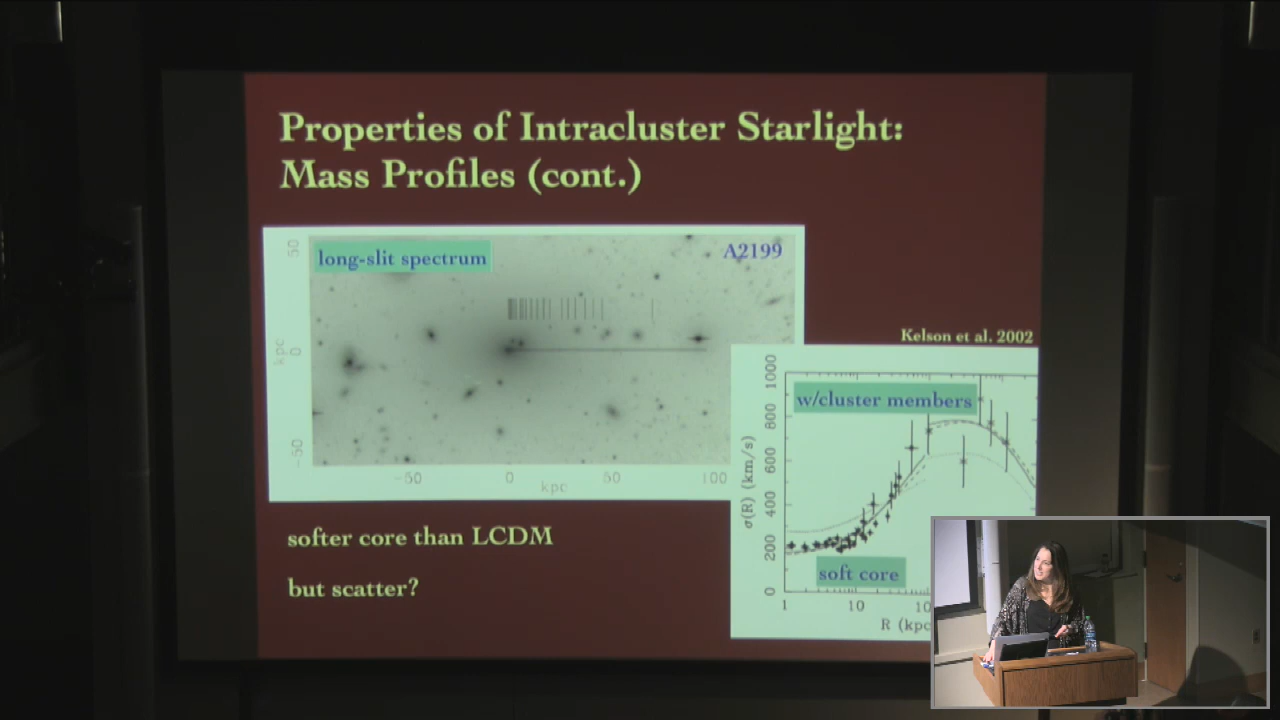 Properties of Intracluster Starlight:
Mass Profiles (cont.)
long-slit spectrum
A2199
50
0
-50
kpc
-50
0
50
100
kpc
Kelson et al. 2002
w/cluster members
1000
800
600
400
200
0
σ(R) (km/s)
soft core
1
10
R (kpc
softer core than LCDM
but scatter?